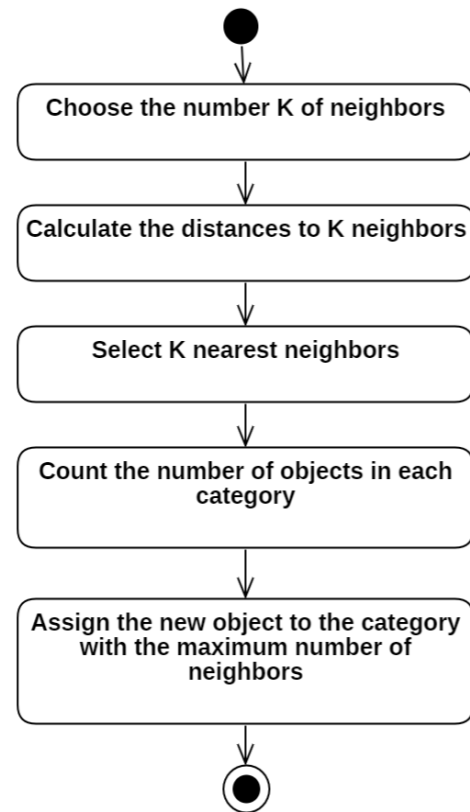 Choose the number K of neighbors
Calculate the distances to K neighbors
Select K nearest neighbors
Count the number of objects in each
category
Assign the new object to the category
with the maximum number of
neighbors